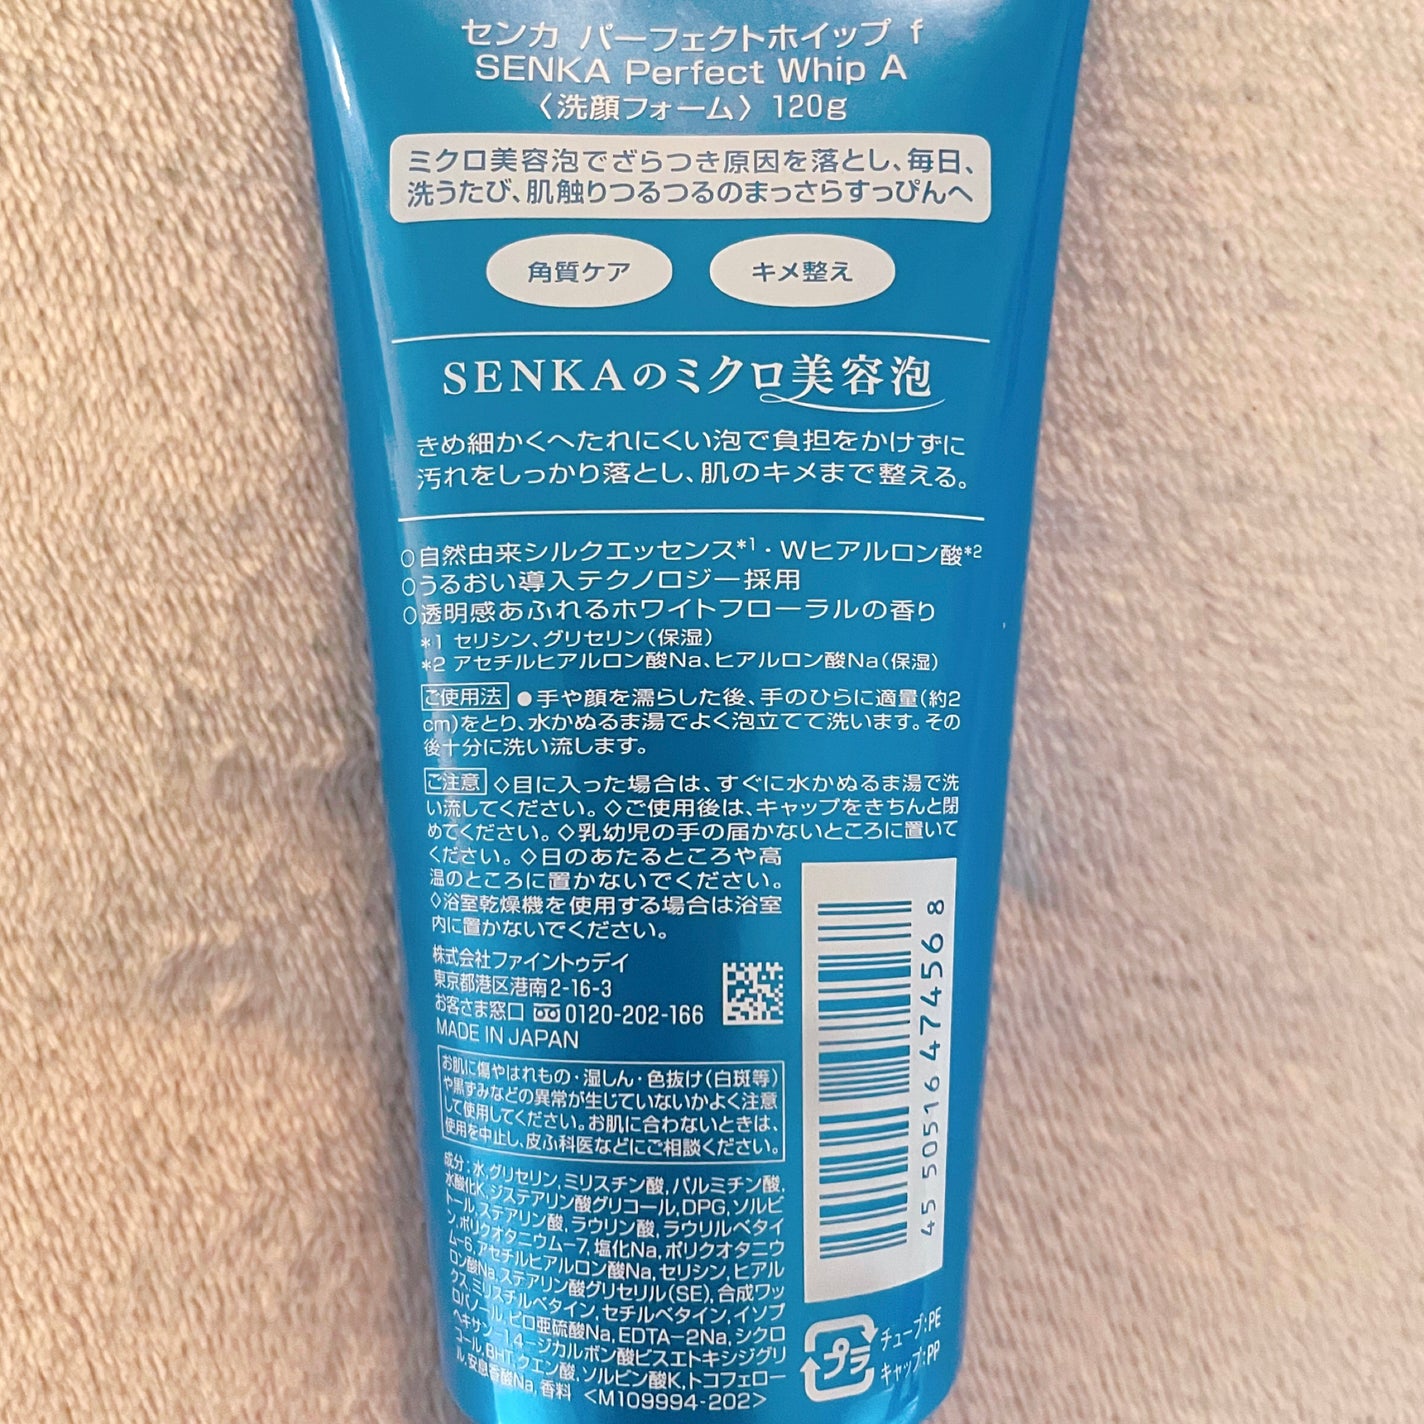 センカ パーフェクトホイップ f
SENKA Perfect Whip A
〈洗顔フォーム〉 120g
ミクロ美容泡でざらつき原因を落とし、毎日、
洗うたび、肌触りつるつるのまっさらすっぴんへ
角質ケア
キメ整え
SENKAのミクロ美容泡
きめ細かくへたれにくい泡で負担をかけずに
汚れをしっかり落とし、肌のキメまで整える。
○自然由来シルクエッセンス*1・Wヒアルロン酸*2
○うるおい導入テクノロジー採用
○透明感あふれるホワイトフローラルの香り
*1 セリシン、グリセリン(保湿)
*2 アセチルヒアルロン酸Na、ヒアルロン酸Na(保湿)
ご使用法 ●手や顔を濡らした後、手のひらに適量(約2
cm)をとり、水かぬるま湯でよく泡立てて洗います。その
後十分に洗い流します。
ご注意 ◇目に入った場合は、すぐに水かぬるま湯で洗
い流してください。◇ご使用後は、キャップをきちんと閉
めてください。◇乳幼児の手の届かないところに置いて
ください。◇日のあたるところや高
温のところに置かないでください。
◇浴室乾燥機を使用する場合は浴室
内に置かないでください。
株式会社ファイントゥデイ
東京都港区港南2-16-3
お客さま窓口 0120-202-166
MADE IN JAPAN
お肌に傷やはれもの・湿しん・色抜け(白斑等)
や黒ずみなどの異常が生じていないかよく注意
して使用してください。お肌に合わないときは、
使用を中止し、皮ふ科医などにご相談ください。
成分：水,グリセリン,ミリスチン酸,パルミチン酸,
水酸化K,ジステアリン酸グリコール,DPG,ソルビ
トール,ステアリン酸,ラウリン酸,ラウリルベタイ
ン,ポリクオタニウム-7,塩化Na,ポリクオタニウ
ム-6,アセチルヒアルロン酸Na,セリシン,ヒアル
ロン酸Na,ステアリン酸グリセリル(SE),合成ワッ
クス,ミリスチルベタイン,セチルベタイン,イソプ
ロパノール,ピロ亜硫酸Na,EDTA-2Na,シクロ
ヘキサン-1,4-ジカルボン酸ビスエトキシジグリ
コール,BHT,クエン酸,ソルビン酸K,トコフェロー
ル,安息香酸Na,香料 <M109994-202>
4 550516 474568
プラ
チューブ：PE
キャップ：PP